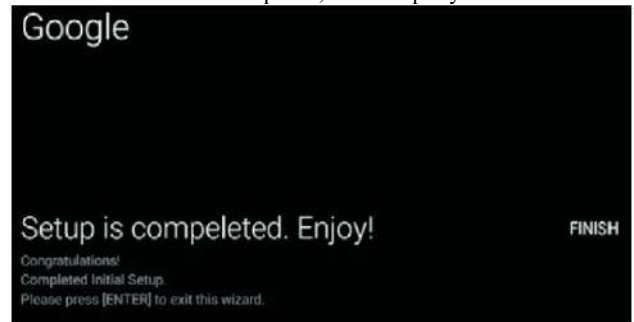 Google
Setup is compeleted. Enjoy!
FINISH
Congratulations!
Completed Initial Setup.
Please press [ENTER] to exit this wizard.